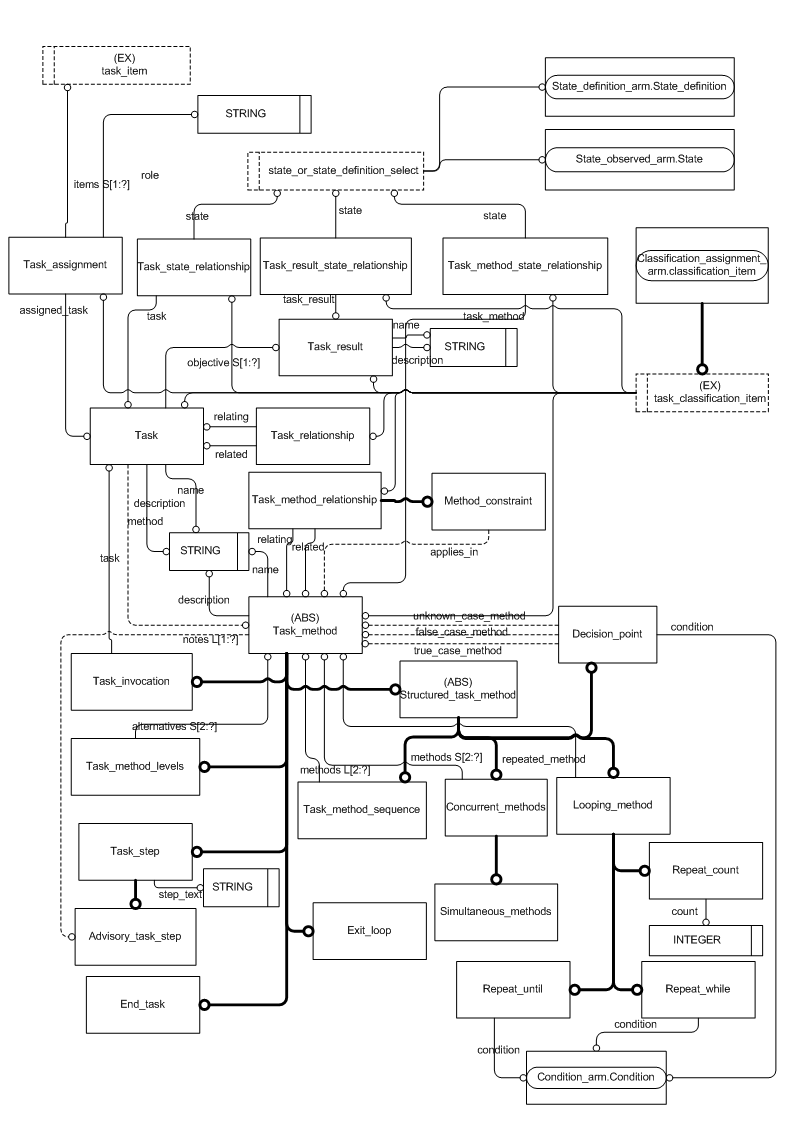 (EX)
task_item
STRING
State_definition_arm.State_definition
State_observed_arm.State
state_or_state_definition_select
items S[1:?]
role
state
state
state
Task_assignment
Task_state_relationship
Task_result_state_relationship
Task_method_state_relationship
Classification_assignment_
arm.classification_item
assigned_task
task
task_result
task_method
name
Task_result
STRING
description
objective S[1:?]
(EX)
task_classification_item
Task
relating
related
Task_relationship
name
description
method
Task_method_relationship
Method_constraint
STRING
relating
related
applies_in
task
name
description
(ABS)
Task_method
notes L[1:?]
unknown_case_method
false_case_method
true_case_method
Decision_point
condition
Task_invocation
(ABS)
Structured_task_method
alternatives S[2:?]
Task_method_levels
methods L[2:?]
methods S[2:?]
repeated_method
Task_method_sequence
Concurrent_methods
Looping_method
Task_step
step_text
STRING
Repeat_count
count
INTEGER
Advisory_task_step
Exit_loop
Simultaneous_methods
End_task
Repeat_until
Repeat_while
condition
condition
Condition_arm.Condition